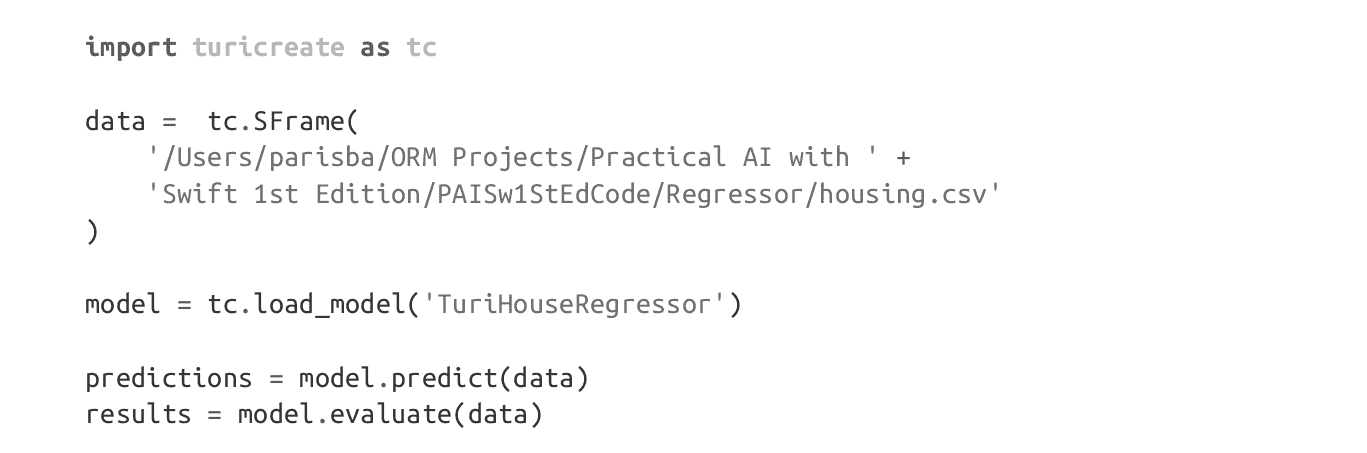 import turicreate as tc
data =  tc.SFrame(
    '/Users/parisba/ORM Projects/Practical AI with ' +
    'Swift 1st Edition/PAISw1StEdCode/Regressor/housing.csv'
)
model = tc.load_model('TuriHouseRegressor')
predictions = model.predict(data)
results = model.evaluate(data)